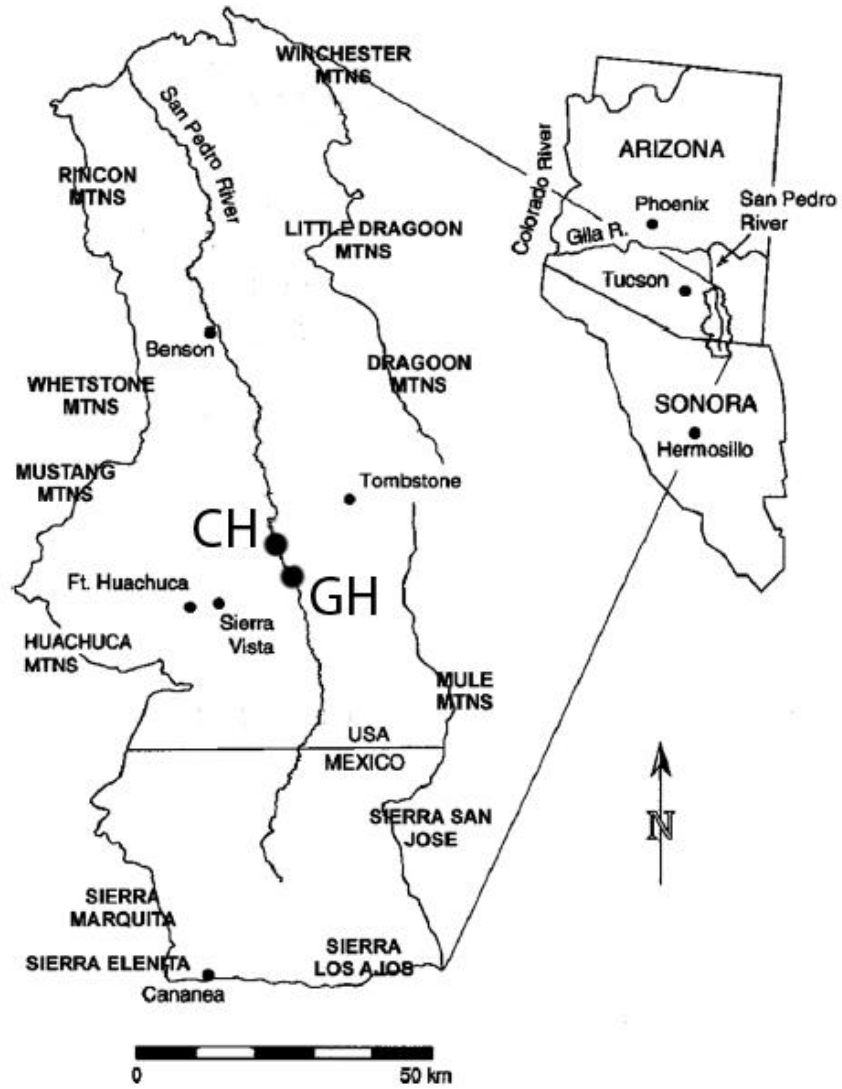 WINCHESTER
MTNS
San Pedro River
RINCON
MTNS
LITTLE DRAGOON
MTNS
Benson
DRAGOON
MTNS
WHETSTONE
MTNS
MUSTANG
MTNS
Tombstone
CH
GH
Ft. Huachuca
Sierra
Vista
HUACHUCA
MTNS
MULE
MTNS
USA
MEXICO
SIERRA SAN
JOSE
SIERRA
MARQUITA
SIERRA ELENITA
SIERRA
LOS AJOS
Cananea
0 50 km
Colorado River
ARIZONA
Phoenix
San Pedro
River
Gila R.
Tucson
SONORA
Hermosillo
N